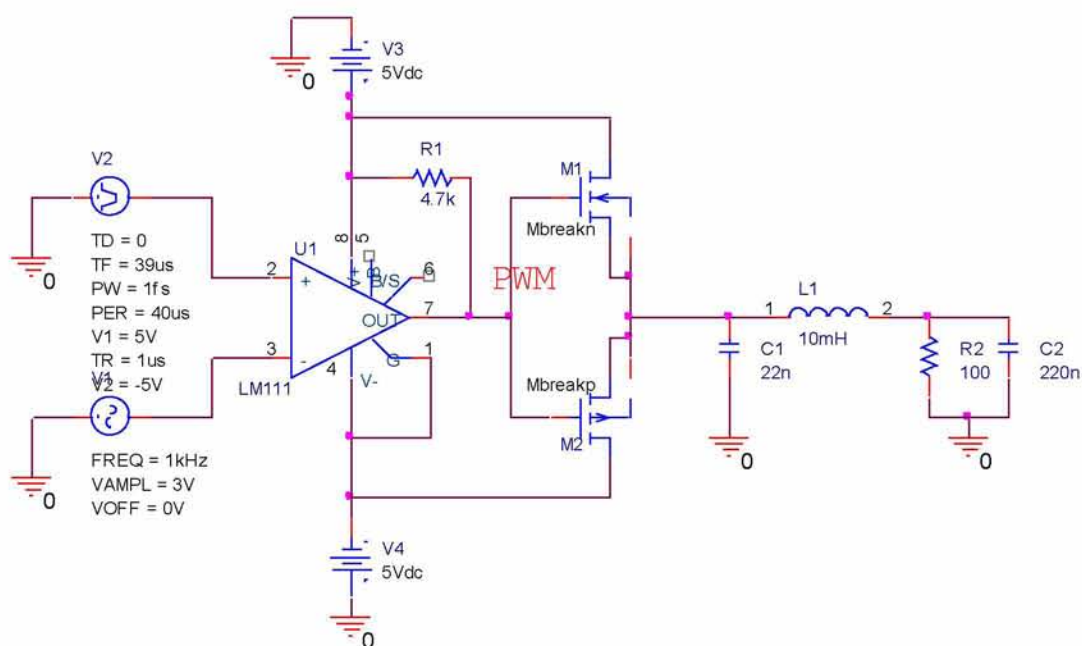 V3
5Vdc
0
V2
TD = 0
TF = 39us
PW = 1fs
PER = 40us
V1 = 5V
TR = 1us
V2 = -5V
0
R1
4.7k
M1
Mbreakn
8
5
U1
V+
B
B/S
6
2
+
PWM
OUT
7
3
-
G
1
4
V-
LM111
V1
FREQ = 1kHz
VAMPL = 3V
VOFF = 0V
0
Mbreakp
M2
1
L1
2
10mH
C1
22n
R2
100
C2
220n
0
0
V4
5Vdc
0